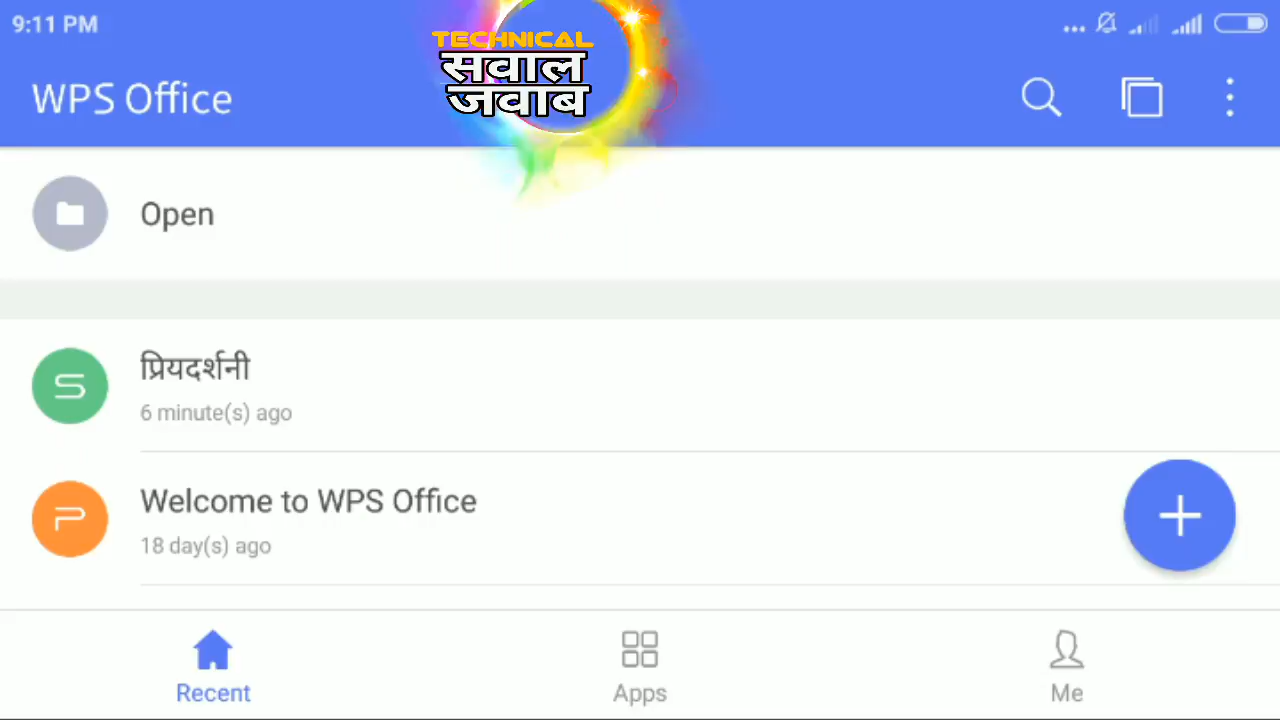 9:11 PM
TECHNICAL
सवाल
जवाब
WPS Office
Open
S
प्रियदर्शनी
6 minute(s) ago
P
Welcome to WPS Office
18 day(s) ago
Recent
Apps
Me